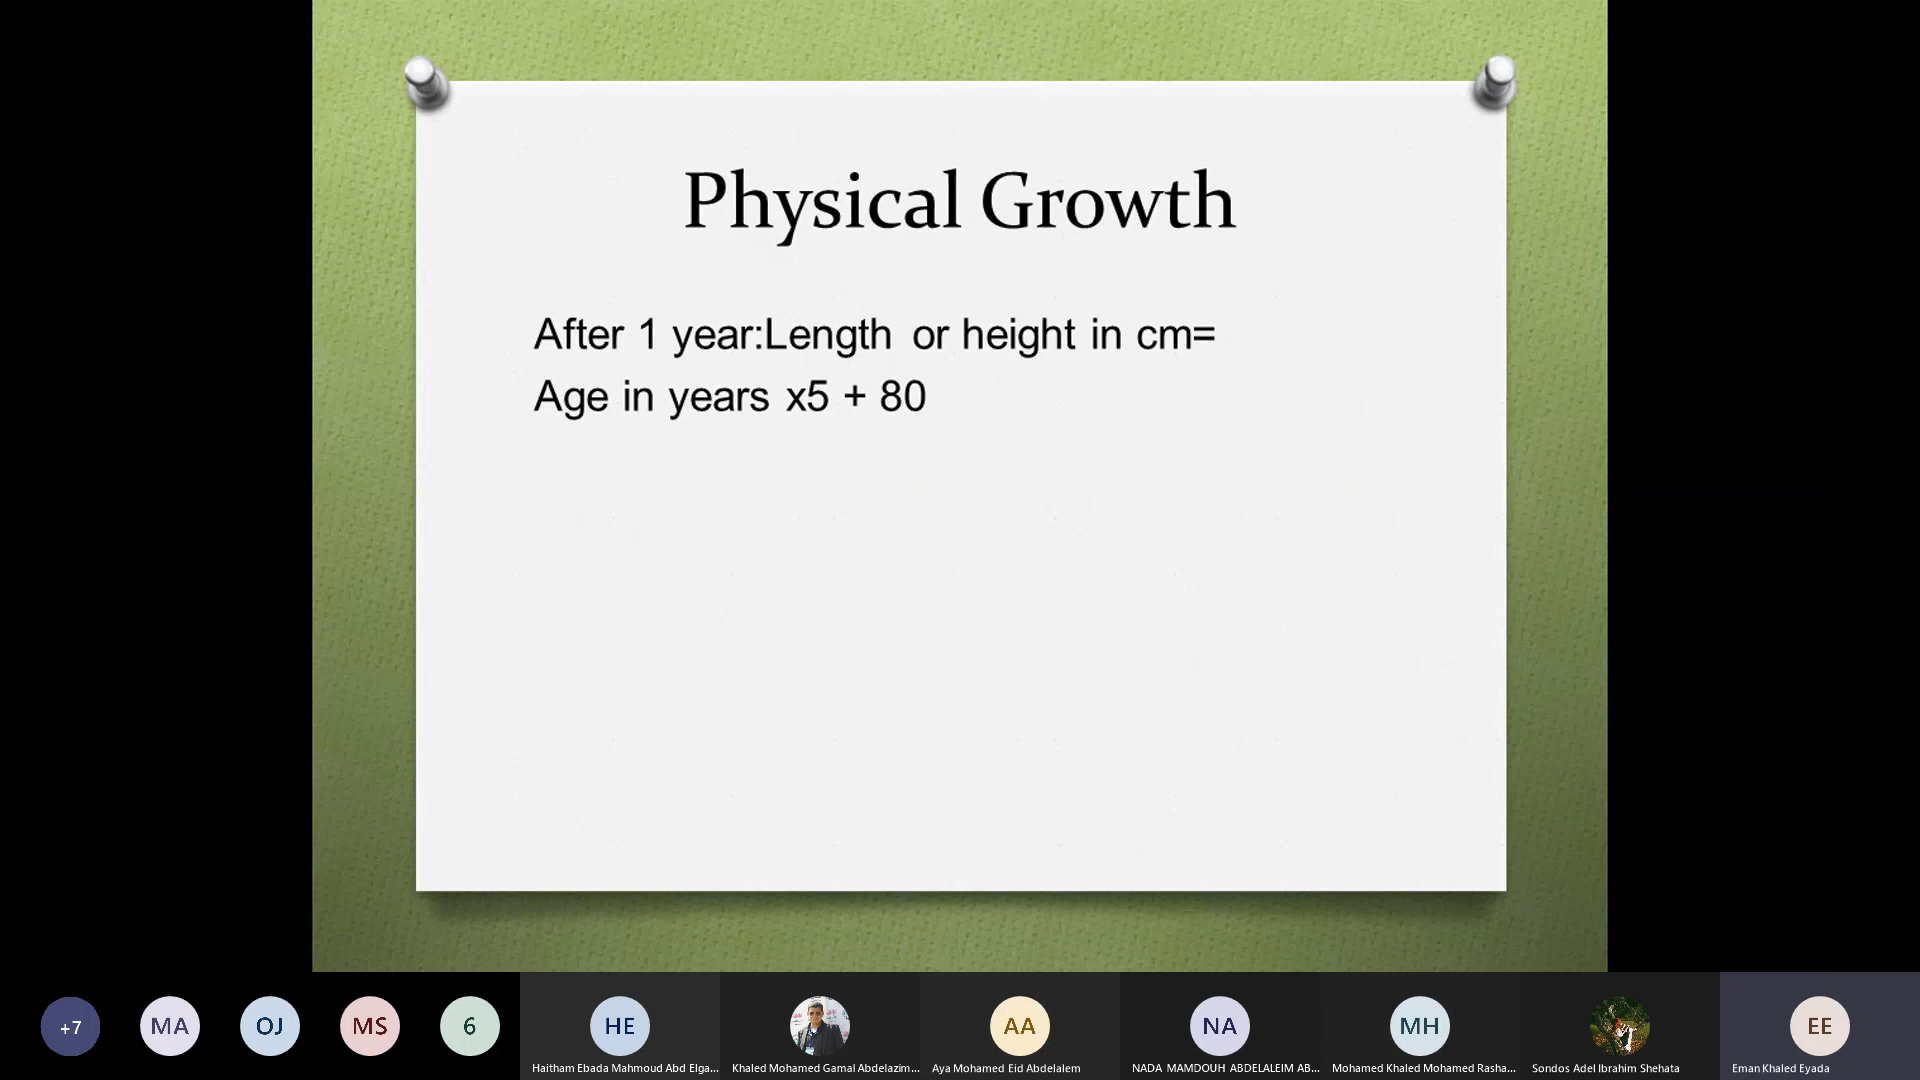 Physical Growth
After 1 year:Length or height in cm=
Age in years x5 + 80
+7
MA
OJ
MS
6
HE
AA
NA
MH
EE
Haitham Ebada Mahmoud Abd Elga...
Khaled Mohamed Gamal Abdelazim...
Aya Mohamed Eid Abdelalem
NADA MAMDOUH ABDELALEIM AB...
Mohamed Khaled Mohamed Rasha...
Sondos Adel Ibrahim Shehata
Eman Khaled Eyada